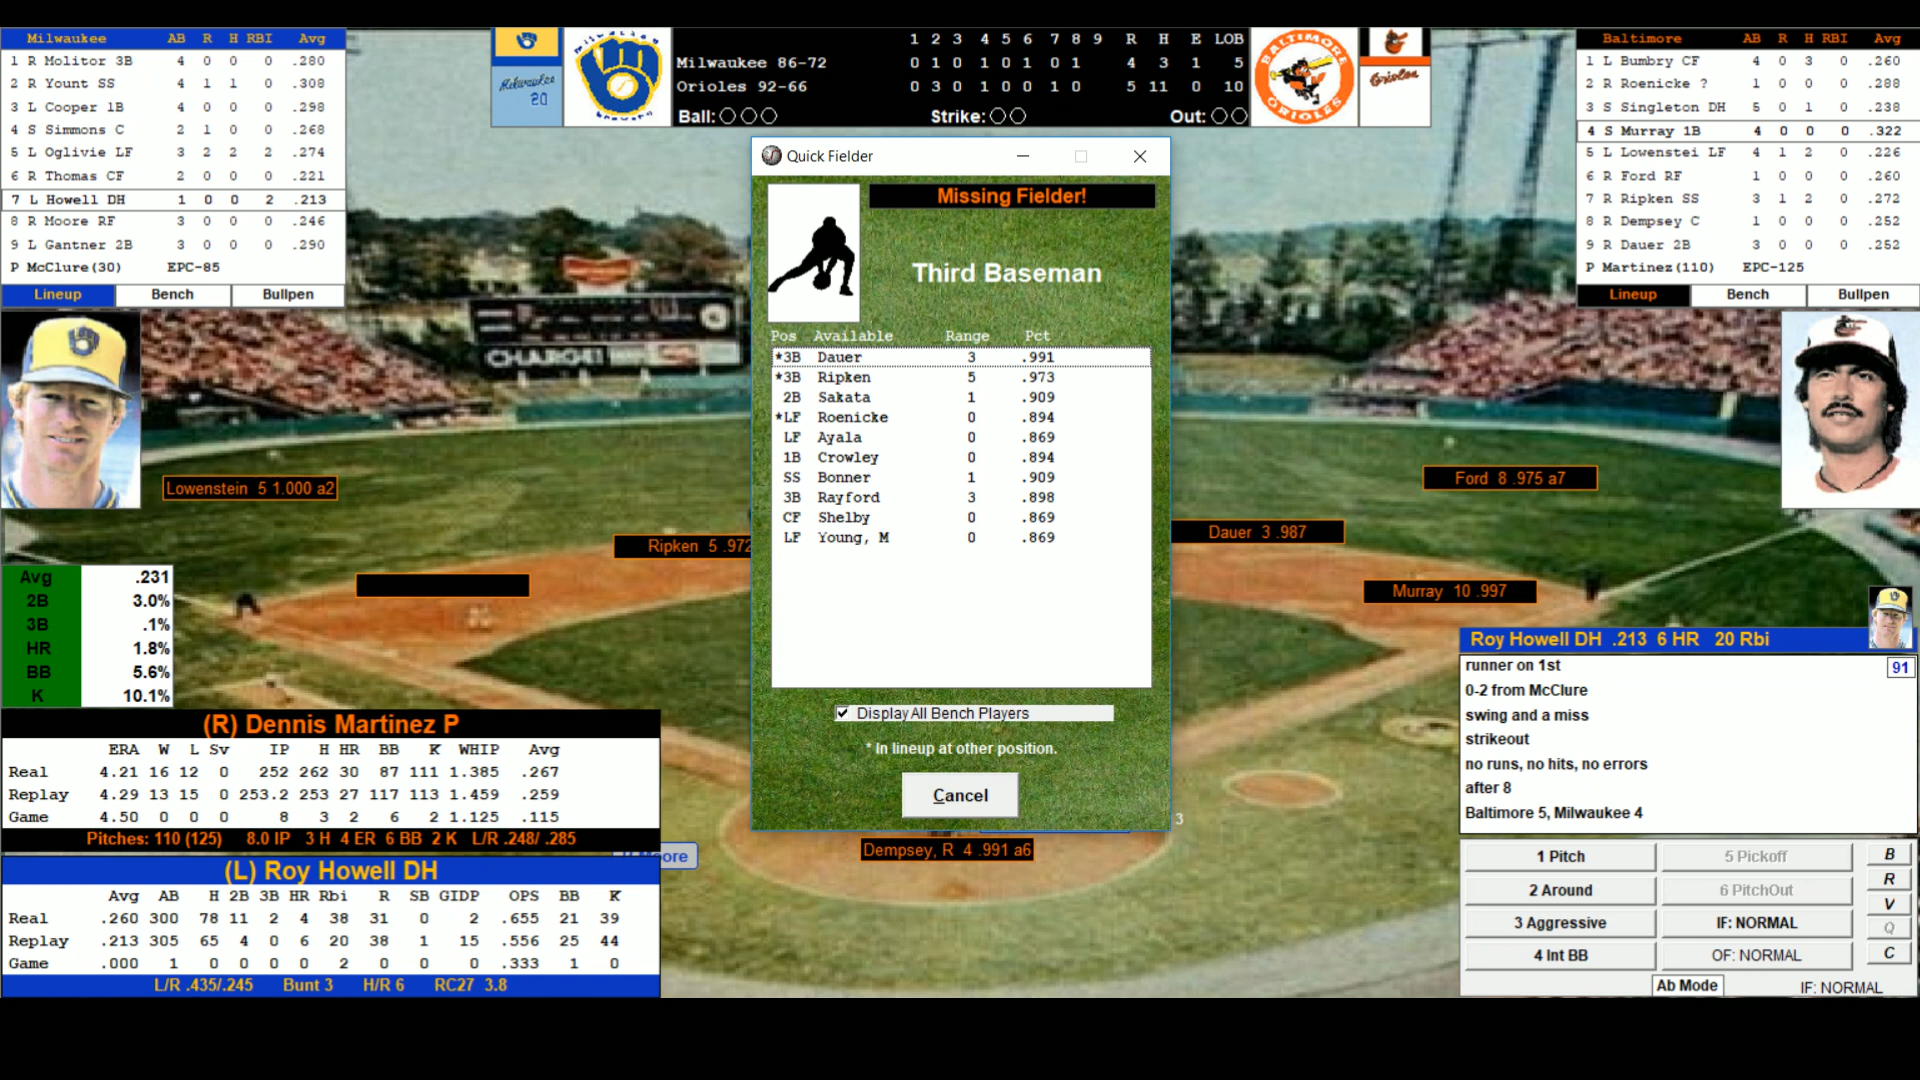 Milwaukee AB R H RBI Avg
1 R Molitor 3B 4 0 0 0 .280
2 R Yount SS 4 1 1 0 .308
3 L Cooper 1B 4 0 0 0 .298
4 S Simmons C 2 1 0 0 .268
5 L Oglivie LF 3 2 2 2 .274
6 R Thomas CF 2 0 0 0 .221
7 L Howell DH 1 0 0 2 .213
8 R Moore RF 3 0 0 0 .246
9 L Gantner 2B 3 0 0 0 .290
P McClure(30) EPC-85
Lineup Bench Bullpen
Milwaukee
20
1 2 3 4 5 6 7 8 9 R H E LOB
Milwaukee 86-72 0 1 0 1 0 1 0 1 4 3 1 5
Orioles 92-66 0 3 0 1 0 0 1 0 5 11 0 10
Ball: Strike: Out:
BALTIMORE
ORIOLES
Orioles
Baltimore AB R H RBI Avg
1 L Bumbry CF 4 0 3 0 .260
2 R Roenicke ? 1 0 0 0 .288
3 S Singleton DH 5 0 1 0 .238
4 S Murray 1B 4 0 0 0 .322
5 L Lowenstei LF 4 1 2 0 .226
6 R Ford RF 1 0 0 0 .260
7 R Ripken SS 3 1 2 0 .272
8 R Dempsey C 1 0 0 0 .252
9 R Dauer 2B 3 0 0 0 .252
P Martinez(110) EPC-125
Lineup Bench Bullpen
Quick Fielder
Missing Fielder!
Third Baseman
Pos Available Range Pct
*3B Dauer 3 .991
*3B Ripken 5 .973
2B Sakata 1 .909
*LF Roenicke 0 .894
LF Ayala 0 .869
1B Crowley 0 .894
SS Bonner 1 .909
3B Rayford 3 .898
CF Shelby 0 .869
LF Young, M 0 .869
Display All Bench Players
* In lineup at other position.
Cancel
CHARGE!
Lowenstein 5 1.000 a2
Ford 8 .975 a7
Ripken 5 .972
Dauer 3 .987
Murray 10 .997
Dempsey, R 4 .991 a6
3
Moore
Avg .231
2B 3.0%
3B .1%
HR 1.8%
BB 5.6%
K 10.1%
(R) Dennis Martinez P
ERA W L Sv IP H HR BB K WHIP Avg
Real 4.21 16 12 0 252 262 30 87 111 1.385 .267
Replay 4.29 13 15 0 253.2 253 27 117 113 1.459 .259
Game 4.50 0 0 0 8 3 2 6 2 1.125 .115
Pitches: 110 (125) 8.0 IP 3 H 4 ER 6 BB 2 K L/R .248/ .285
(L) Roy Howell DH
Avg AB H 2B 3B HR Rbi R SB GIDP OPS BB K
Real .260 300 78 11 2 4 38 31 0 2 .655 21 39
Replay .213 305 65 4 0 6 20 38 1 15 .556 25 44
Game .000 1 0 0 0 0 2 0 0 0 .333 1 0
L/R .435/.245 Bunt 3 H/R 6 RC27 3.8
Roy Howell DH .213 6 HR 20 Rbi
91
runner on 1st
0-2 from McClure
swing and a miss
strikeout
no runs, no hits, no errors
after 8
Baltimore 5, Milwaukee 4
1 Pitch 5 Pickoff B
2 Around 6 PitchOut R
3 Aggressive IF: NORMAL V
Q
4 Int BB OF: NORMAL C
Ab Mode IF: NORMAL